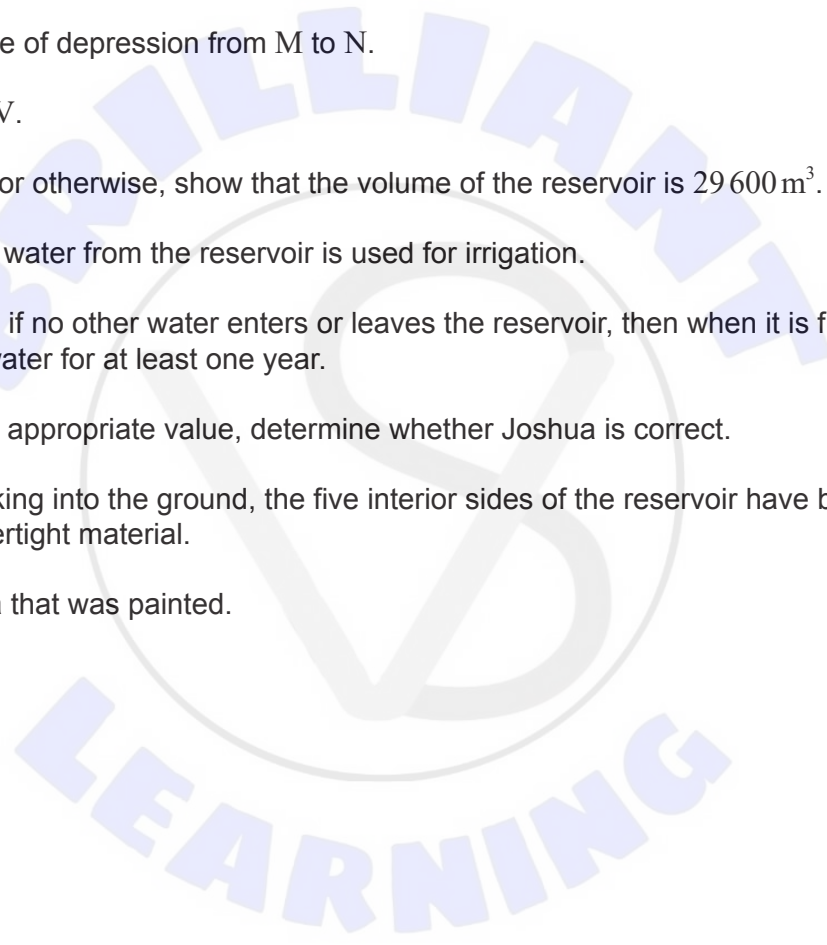 e of depression from M to N.
V.
or otherwise, show that the volume of the reservoir is 29 600 m³.
water from the reservoir is used for irrigation.
if no other water enters or leaves the reservoir, then when it is f
ater for at least one year.
appropriate value, determine whether Joshua is correct.
king into the ground, the five interior sides of the reservoir have b
ertight material.
that was painted.
BRILLIANT
VS
LEARNING